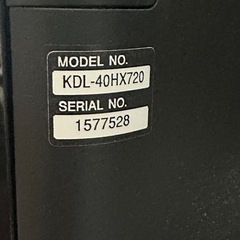 MODEL NO.
KDL-40HX720
SERIAL NO.
1577528